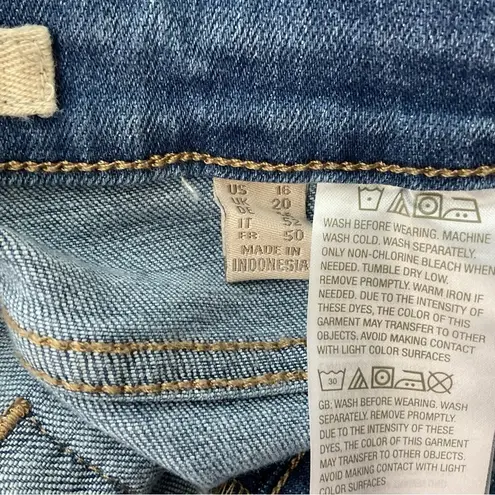 US 16
UK 20
DE
IT 52
FR 50
MADE IN
INDONESIA
WASH BEFORE WEARING. MACHINE
WASH COLD. WASH SEPARATELY.
ONLY NON-CHLORINE BLEACH WHEN
NEEDED. TUMBLE DRY LOW.
REMOVE PROMPTLY. WARM IRON IF
NEEDED. DUE TO THE INTENSITY OF
THESE DYES, THE COLOR OF THIS
GARMENT MAY TRANSFER TO OTHER
OBJECTS. AVOID MAKING CONTACT
WITH LIGHT COLOR SURFACES
30
GB: WASH BEFORE WEARING. WASH
SEPARATELY. REMOVE PROMPTLY.
DUE TO THE INTENSITY OF THESE
DYES, THE COLOR OF THIS GARMENT
MAY TRANSFER TO OTHER OBJECTS.
AVOID MAKING CONTACT WITH LIGHT
COLOR SURFACES